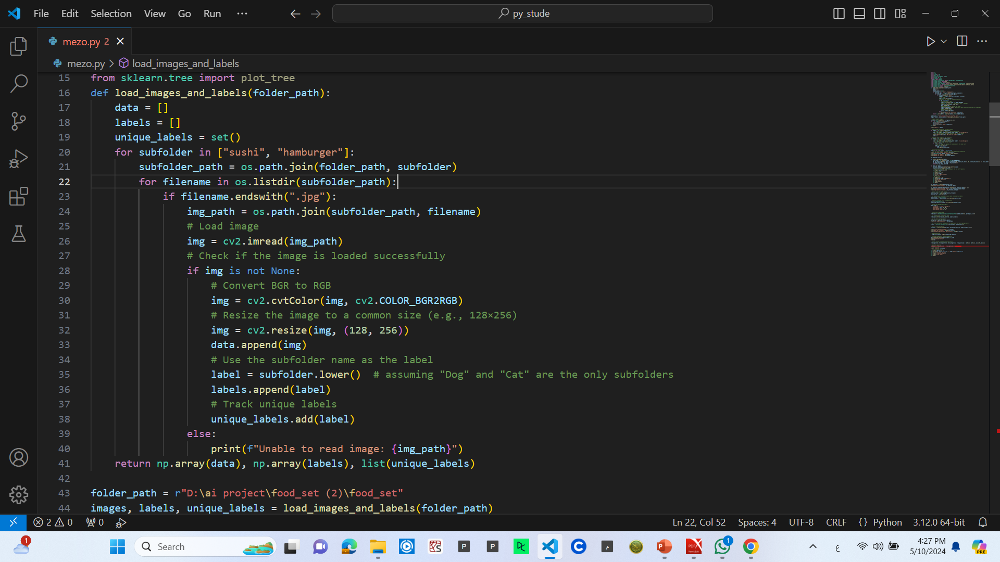 File Edit Selection View Go Run ··· py_stude
mezo.py 2
mezo.py > load_images_and_labels
15 from sklearn.tree import plot_tree
16 def load_images_and_labels(folder_path):
17 data = []
18 labels = []
19 unique_labels = set()
20 for subfolder in ["sushi", "hamburger"]:
21 subfolder_path = os.path.join(folder_path, subfolder)
22 for filename in os.listdir(subfolder_path):
23 if filename.endswith(".jpg"):
24 img_path = os.path.join(subfolder_path, filename)
25 # Load image
26 img = cv2.imread(img_path)
27 # Check if the image is loaded successfully
28 if img is not None:
29 # Convert BGR to RGB
30 img = cv2.cvtColor(img, cv2.COLOR_BGR2RGB)
31 # Resize the image to a common size (e.g., 128×256)
32 img = cv2.resize(img, (128, 256))
33 data.append(img)
34 # Use the subfolder name as the label
35 label = subfolder.lower()  # assuming "Dog" and "Cat" are the only subfolders
36 labels.append(label)
37 # Track unique labels
38 unique_labels.add(label)
39 else:
40 print(f"Unable to read image: {img_path}")
41 return np.array(data), np.array(labels), list(unique_labels)
42
43 folder_path = r"D:\ai project\food_set (2)\food_set"
44 images, labels, unique_labels = load_images_and_labels(folder_path)
2 0 0 Ln 22, Col 52 Spaces: 4 UTF-8 CRLF {} Python 3.12.0 64-bit
1 Search 1 ع 4:27 PM
5/10/2024